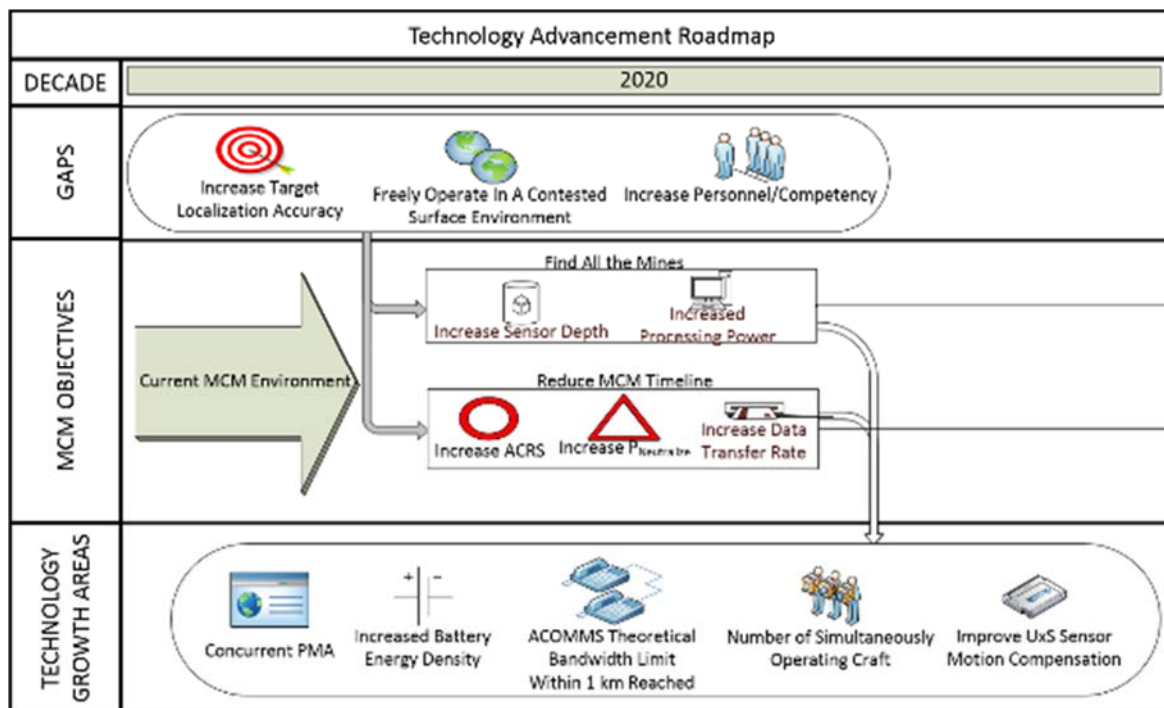 Technology Advancement Roadmap
DECADE
2020
GAPS
Increase Target
Localization Accuracy
Freely Operate In A Contested
Surface Environment
Increase Personnel/Competency
MCM OBJECTIVES
Current MCM Environment
Find All the Mines
Increase Sensor Depth
Increased
Processing Power
Reduce MCM Timeline
Increase ACRS
Increase PNeutralize
Increase Data
Transfer Rate
TECHNOLOGY
GROWTH AREAS
Concurrent PMA
Increased Battery
Energy Density
ACOMMS Theoretical
Bandwidth Limit
Within 1 km Reached
Number of Simultaneously
Operating Craft
Improve UxS Sensor
Motion Compensation